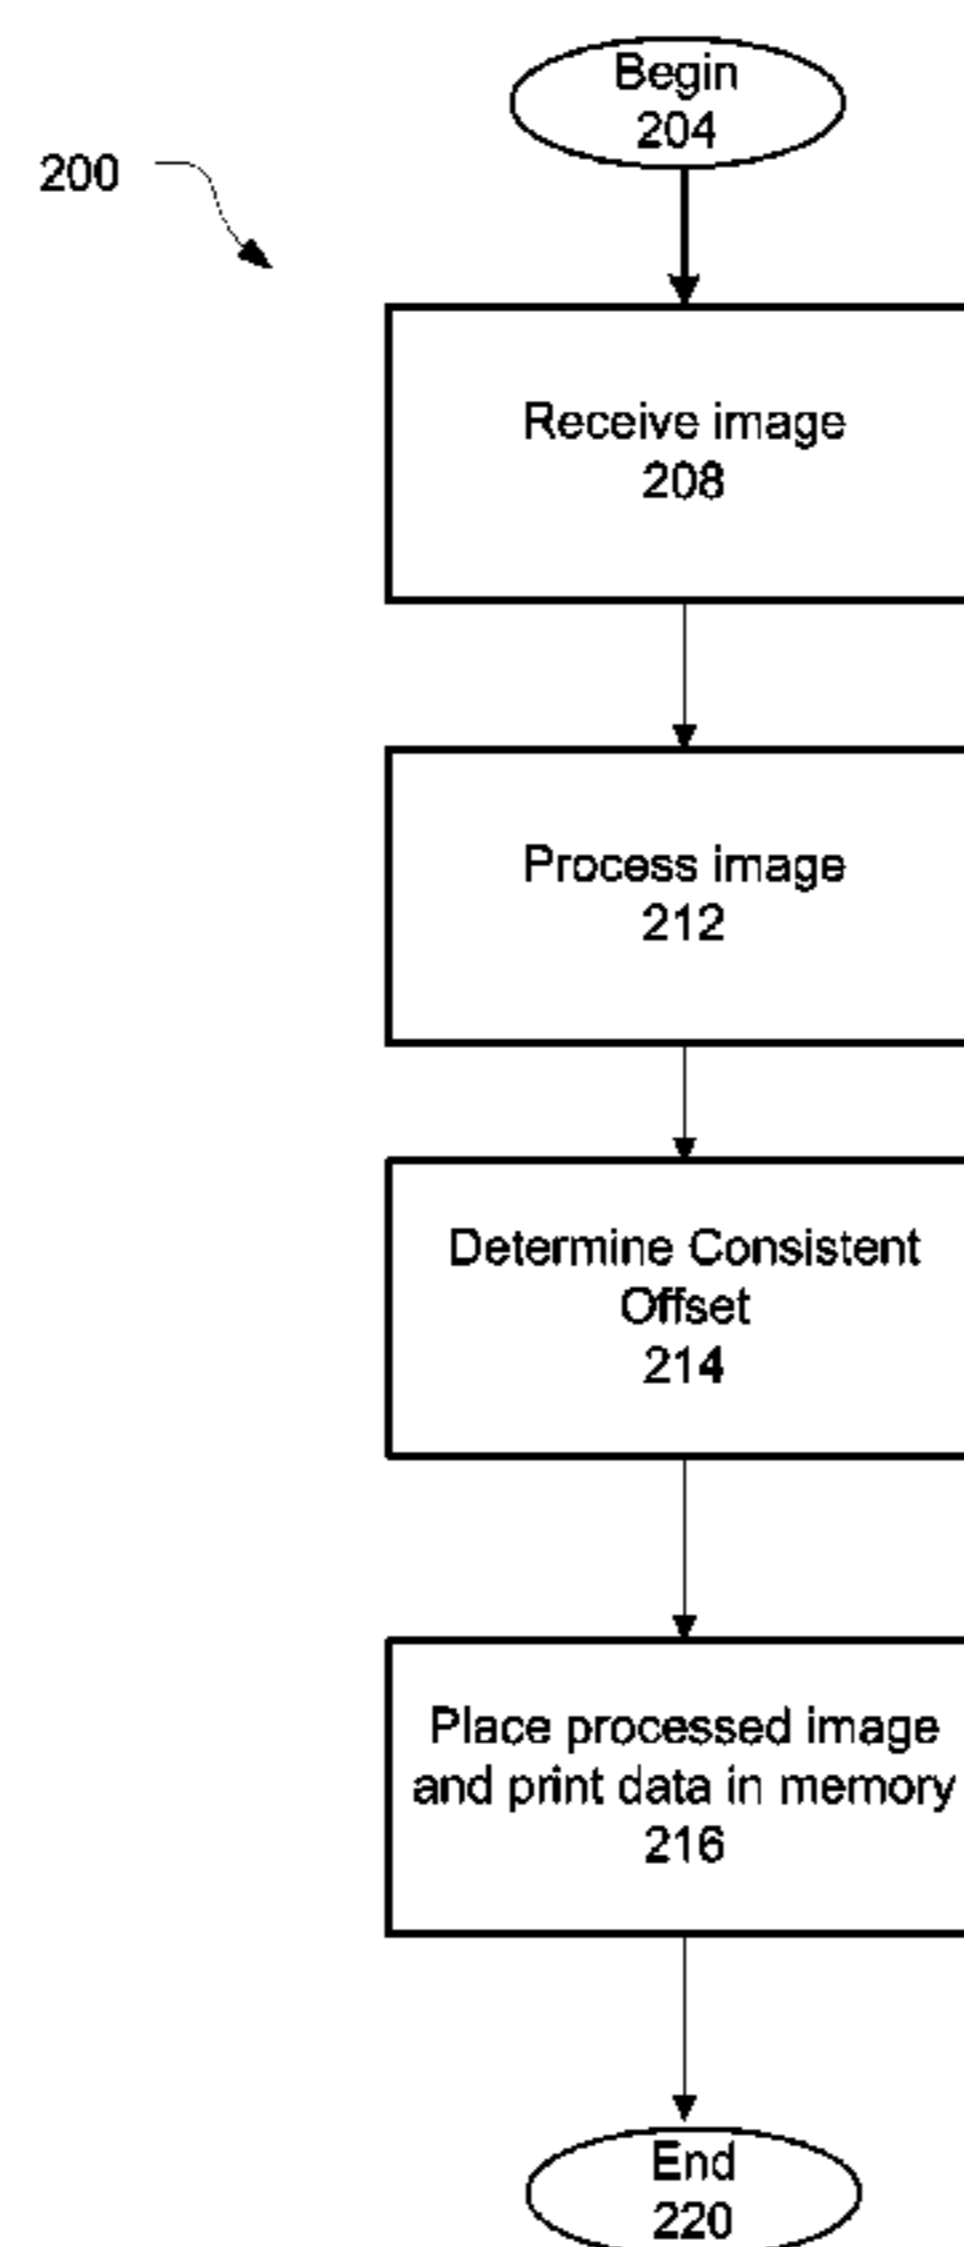 Begin
204
200
Receive image
208
Process image
212
Determine Consistent
Offset
214
Place processed image
and print data in memory
216
End
220